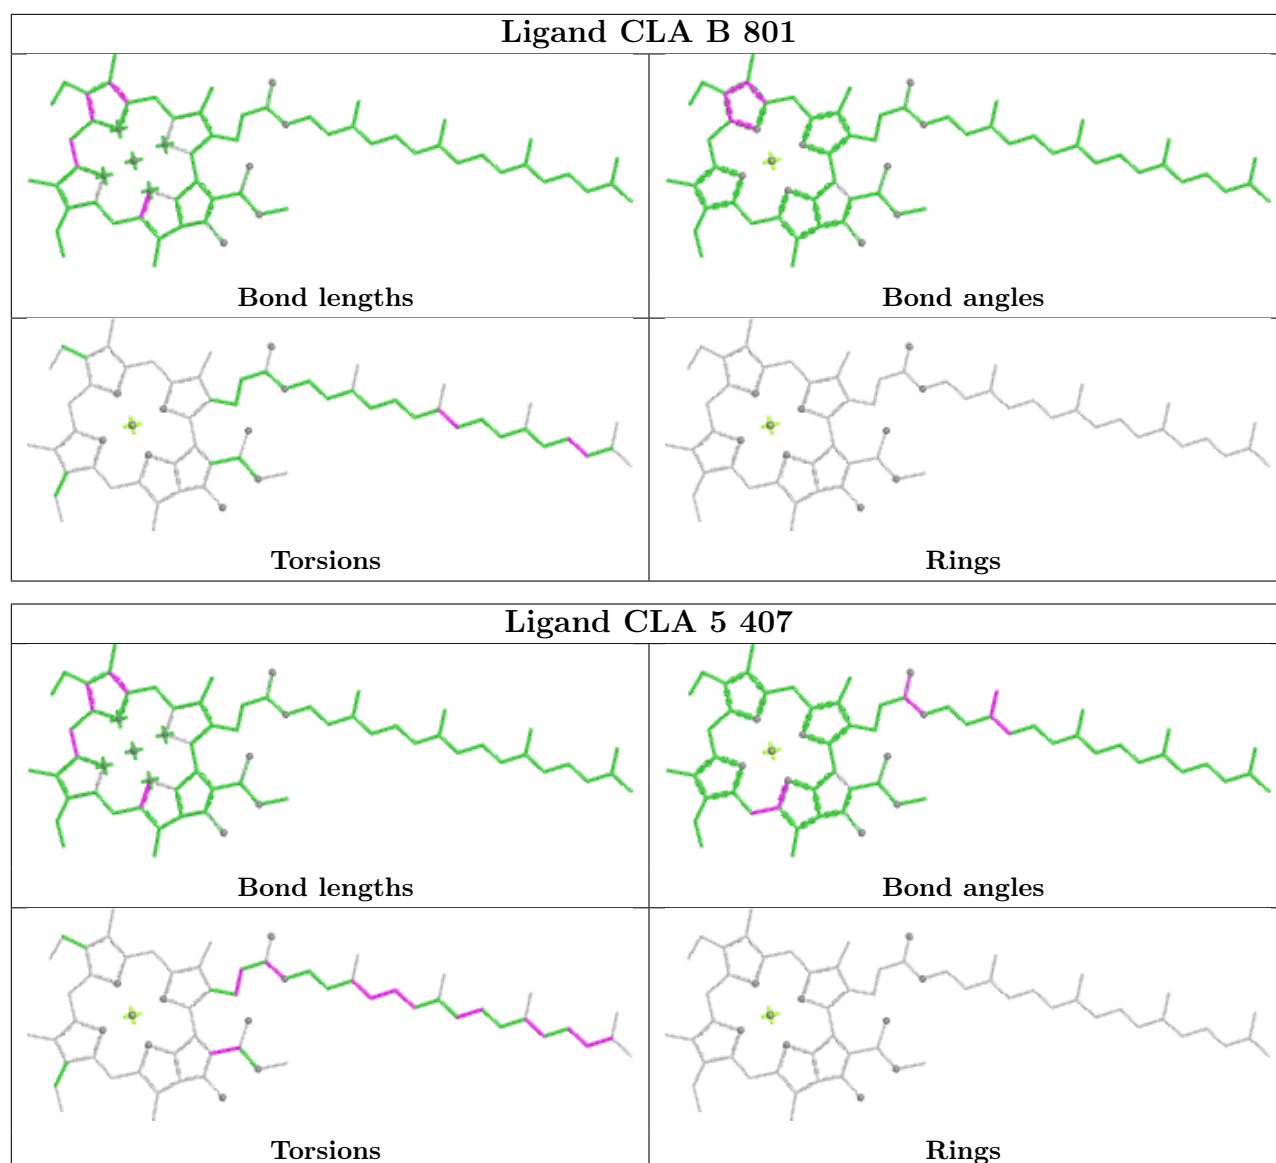 Ligand CLA B 801
Bond lengths
Bond angles
Torsions
Rings
Ligand CLA 5 407
Bond lengths
Bond angles
Torsions
Rings